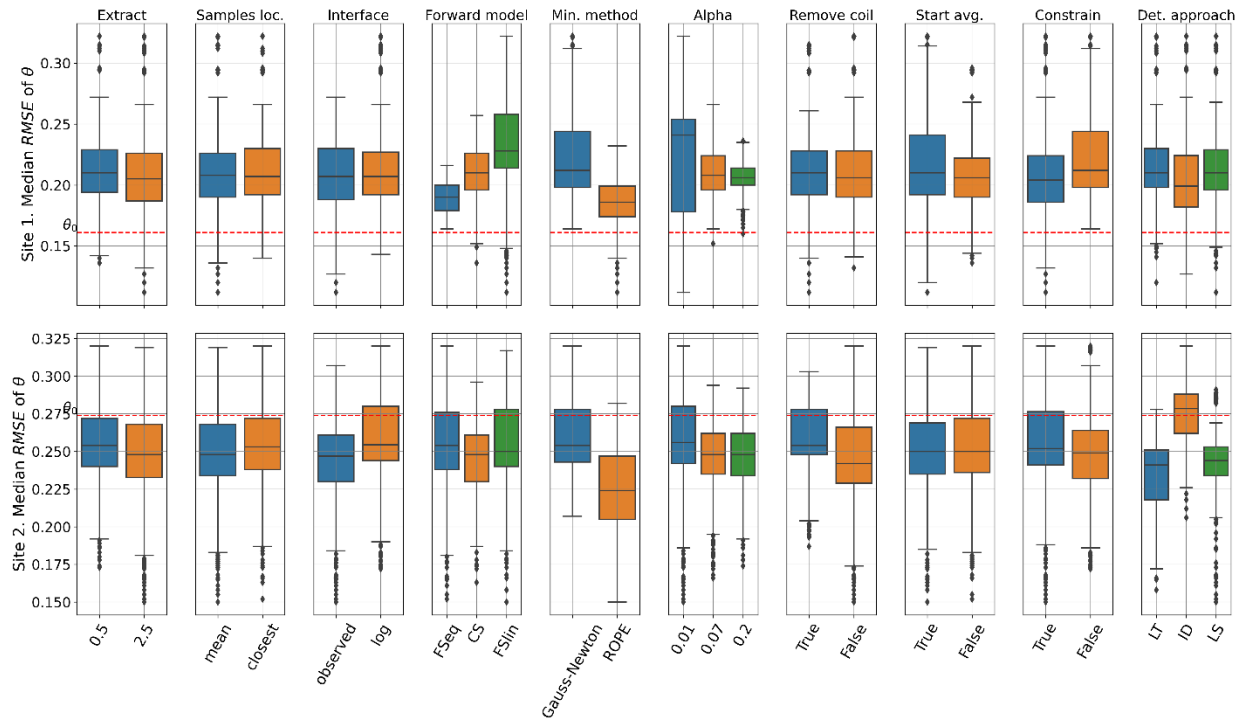 Extract Samples loc. Interface Forward model Min. method Alpha Remove coil Start avg. Constrain Det. approach
Site 1. Median RMSE of θ
0.30
0.25
0.20
θ₀
0.15
Site 2. Median RMSE of θ
0.325
0.300
θ₀
0.275
0.250
0.225
0.200
0.175
0.150
0.5 2.5 mean closest observed log FSeq CS FSlin Gauss-Newton ROPE 0.01 0.07 0.2 True False True False True False LT ID LS